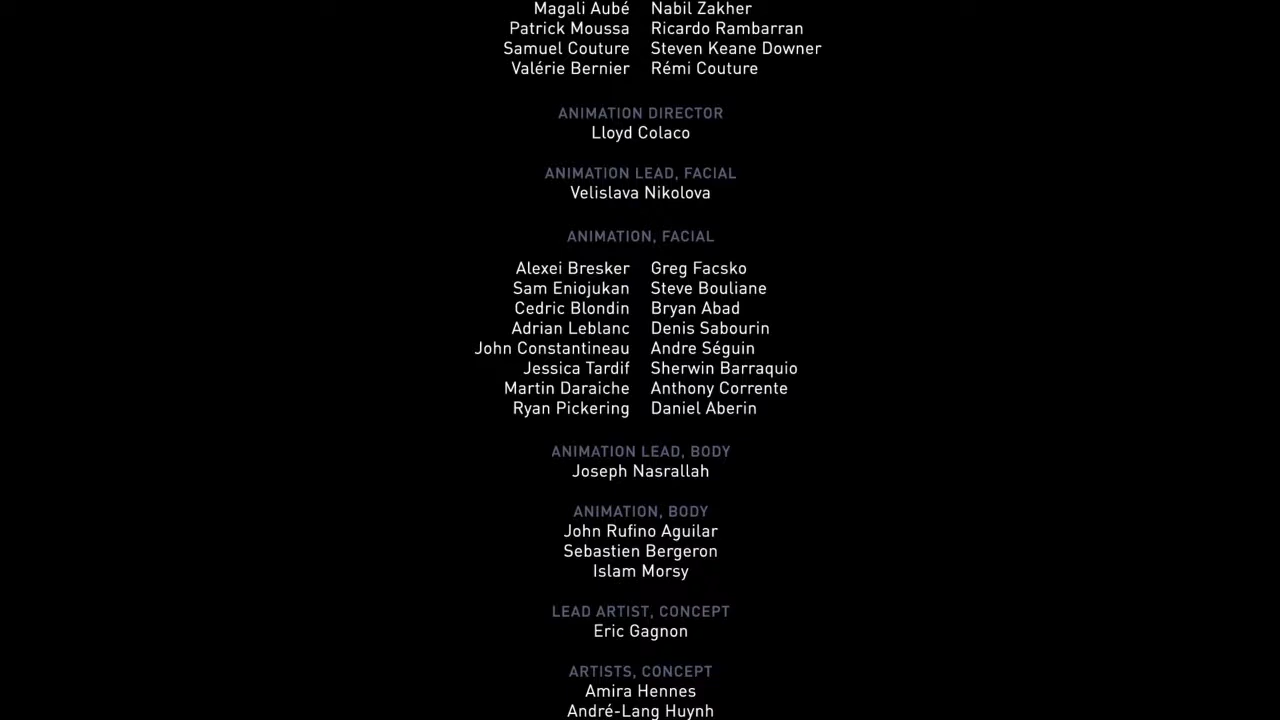 Magali Aubé Nabil Zakher
Patrick Moussa Ricardo Rambarran
Samuel Couture Steven Keane Downer
Valérie Bernier Rémi Couture
ANIMATION DIRECTOR
Lloyd Colaco
ANIMATION LEAD, FACIAL
Velislava Nikolova
ANIMATION, FACIAL
Alexei Bresker Greg Facsko
Sam Eniojukan Steve Bouliane
Cedric Blondin Bryan Abad
Adrian Leblanc Denis Sabourin
John Constantineau Andre Séguin
Jessica Tardif Sherwin Barraquio
Martin Daraiche Anthony Corrente
Ryan Pickering Daniel Aberin
ANIMATION LEAD, BODY
Joseph Nasrallah
ANIMATION, BODY
John Rufino Aguilar
Sebastien Bergeron
Islam Morsy
LEAD ARTIST, CONCEPT
Eric Gagnon
ARTISTS, CONCEPT
Amira Hennes
André-Lang Huynh